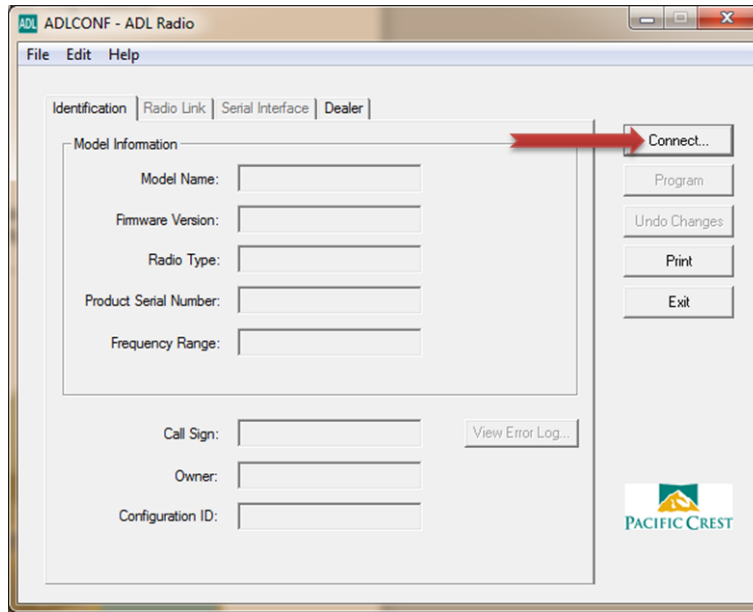 ADL ADLCONF - ADL Radio
File Edit Help
Identification Radio Link Serial Interface Dealer
Model Information
Model Name:
Firmware Version:
Radio Type:
Product Serial Number:
Frequency Range:
Call Sign:
View Error Log...
Owner:
Configuration ID:
Connect...
Program
Undo Changes
Print
Exit
PACIFIC CREST